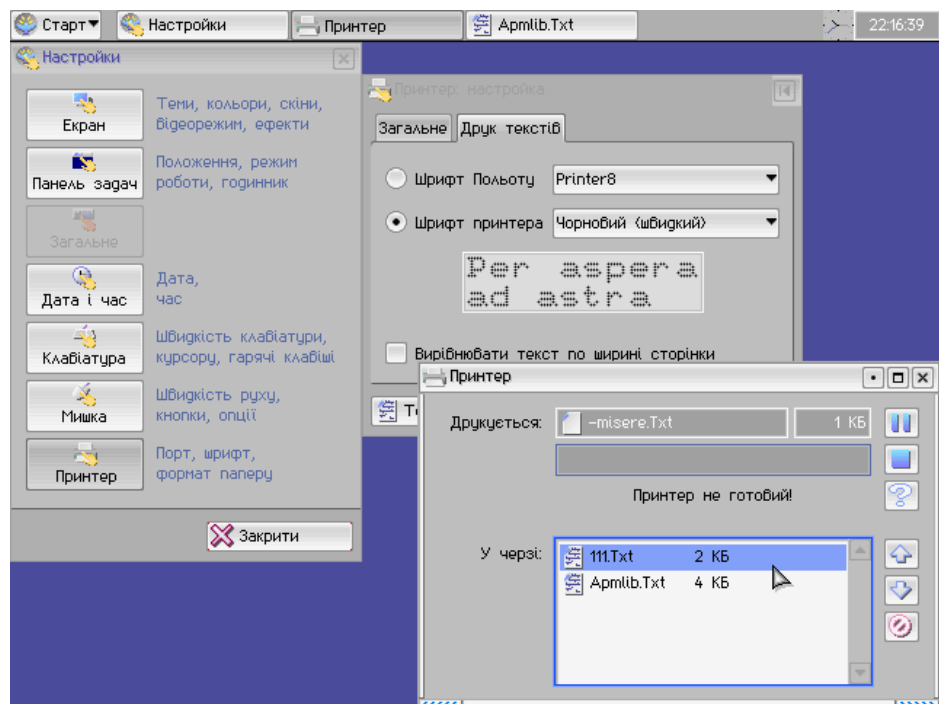 Старт
Настройки
Принтер
Apmlib.Txt
22:16:39
Настройки
Екран
Теми, кольори, скіни,
відеорежим, ефекти
Панель задач
Положення, режим
роботи, годинник
Загальне
Дата і час
Дата,
час
Клавіатура
Швидкість клавіатури,
курсору, гарячі клавіші
Мишка
Швидкість руху,
кнопки, опції
Принтер
Порт, шрифт,
формат паперу
Закрити
Принтер: настройка
Загальне
Друк текстів
Шрифт Польоту
Printer8
Шрифт принтера
Чорновий (швидкий)
Per aspera
ad astra
Вирівнювати текст по ширині сторінки
Принтер
Друкується:
-misere.Txt
1 КБ
Принтер не готовий!
У черзі:
111.Txt 2 КБ
Apmlib.Txt 4 КБ